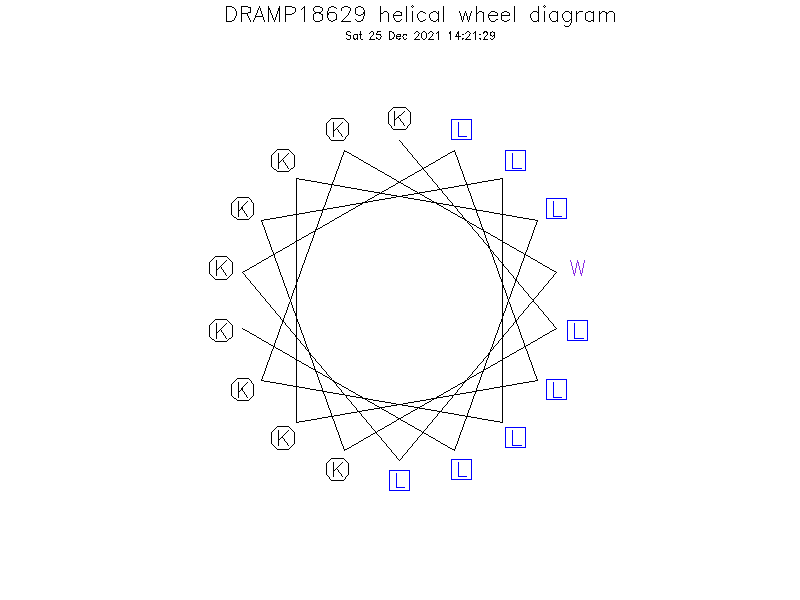 DRAMP18629 helical wheel diagram
Sat 25 Dec 2021 14:21:29
K
K L
K L
K L
K W
K L
K L
K L
K L
L